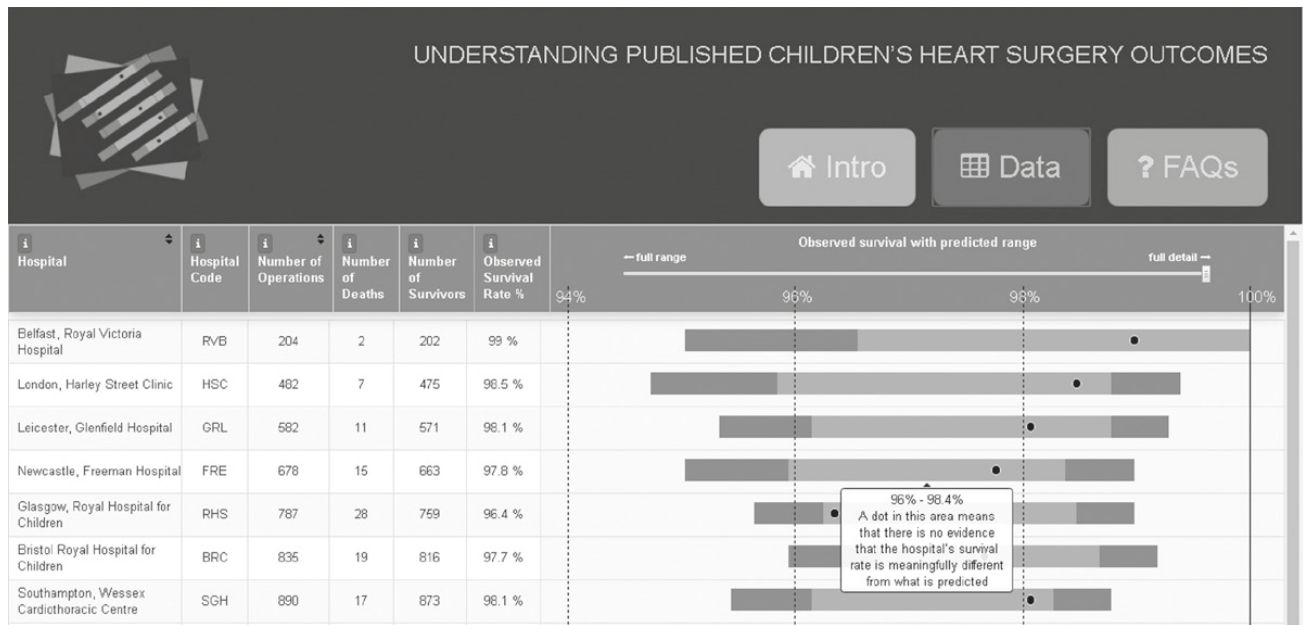 UNDERSTANDING PUBLISHED CHILDREN'S HEART SURGERY OUTCOMES
Intro
Data
? FAQs
i
Hospital
i
Hospital
Code
i
Number of
Operations
i
Number
of
Deaths
i
Number
of
Survivors
i
Observed
Survival
Rate %
Observed survival with predicted range
←full range
full detail→
94%
96%
98%
100%
Belfast, Royal Victoria
Hospital
RVB 204 2 202 99 %
London, Harley Street Clinic HSC 482 7 475 98.5 %
Leicester, Glenfield Hospital GRL 582 11 571 98.1 %
Newcastle, Freeman Hospital FRE 678 15 663 97.8 %
Glasgow, Royal Hospital for
Children
RHS 787 28 759 96.4 %
Bristol Royal Hospital for
Children
BRC 835 19 816 97.7 %
Southampton, Wessex
Cardiothoracic Centre
SGH 890 17 873 98.1 %
96% - 98.4%
A dot in this area means
that there is no evidence
that the hospital's survival
rate is meaningfully different
from what is predicted